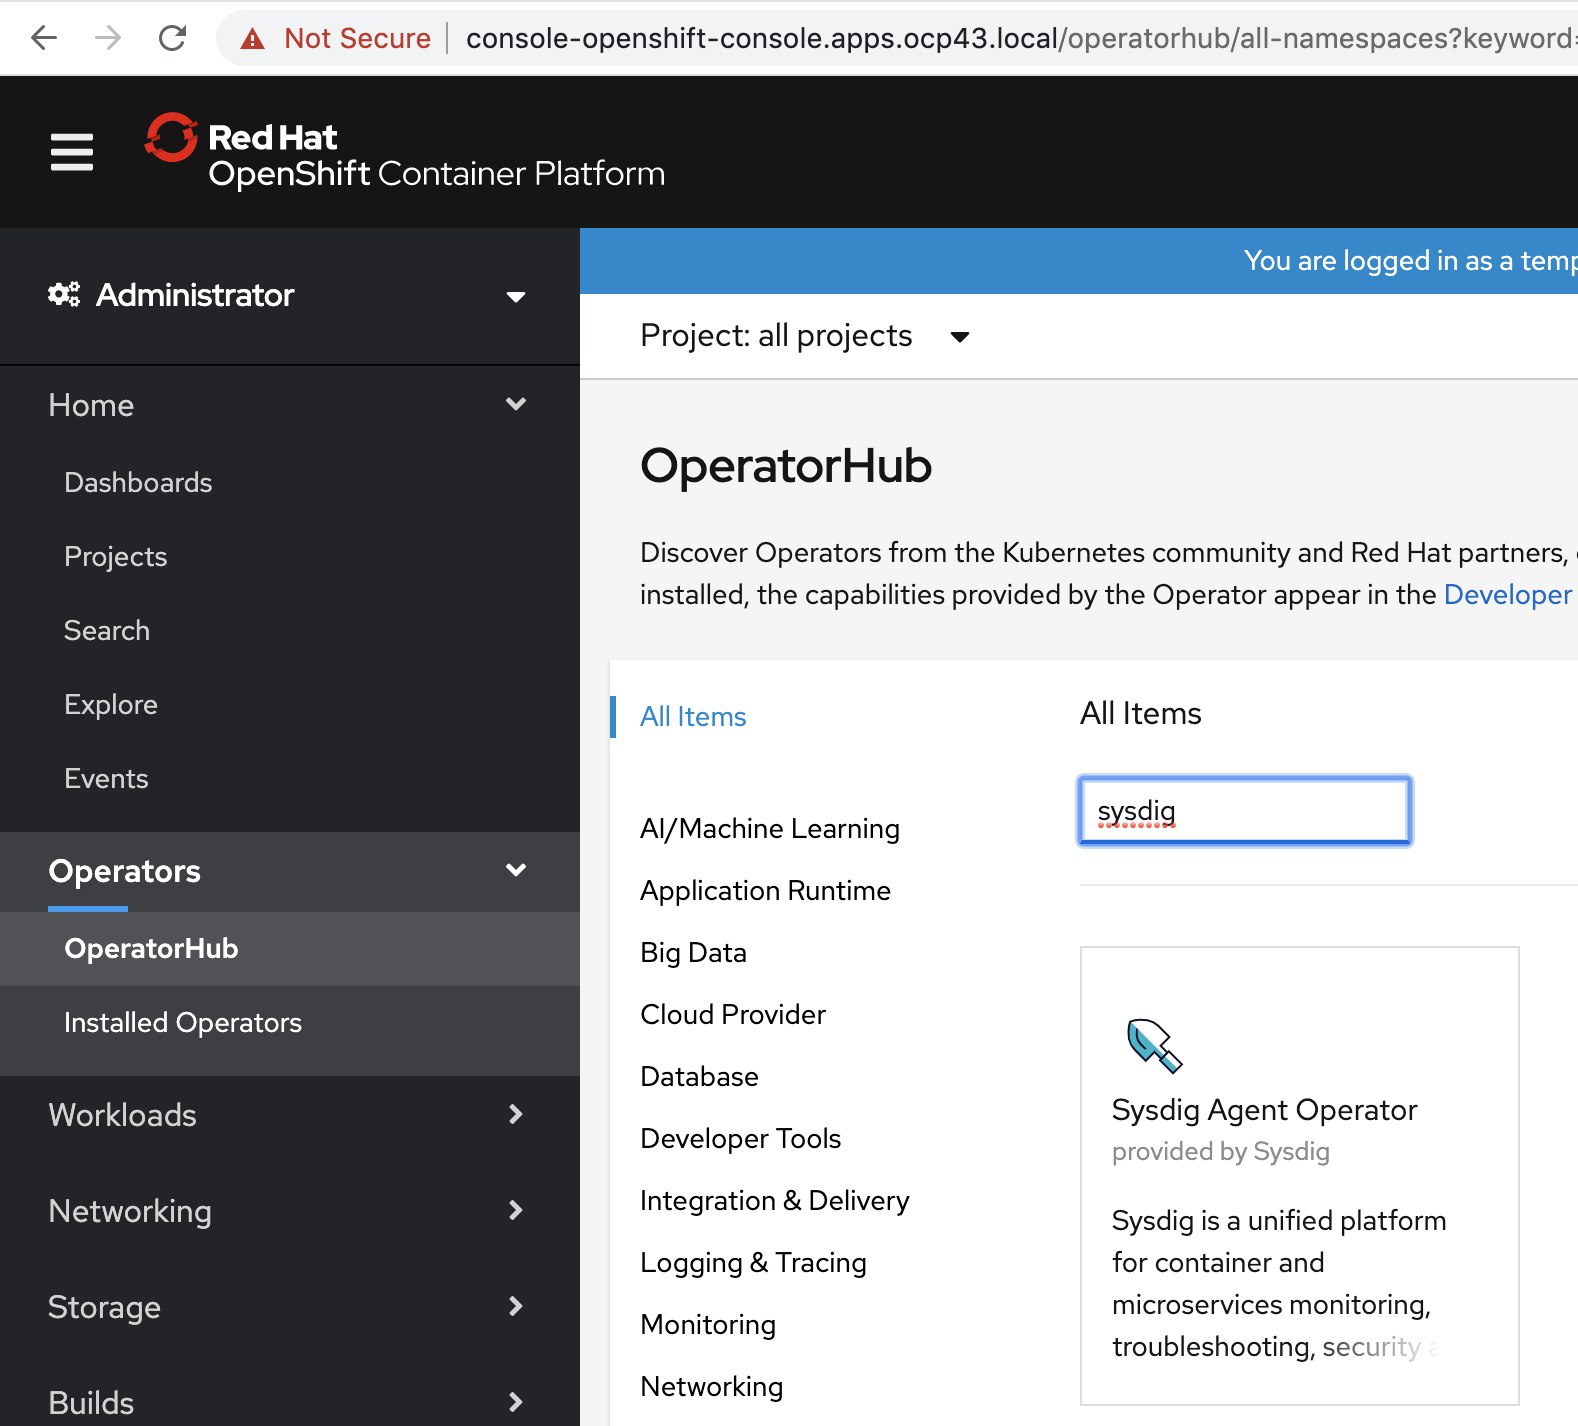 Not Secure console-openshift-console.apps.ocp43.local/operatorhub/all-namespaces?keyword=
Red Hat
OpenShift Container Platform
Administrator
Home
Dashboards
Projects
Search
Explore
Events
Operators
OperatorHub
Installed Operators
Workloads
Networking
Storage
Builds
You are logged in as a temp
Project: all projects
OperatorHub
Discover Operators from the Kubernetes community and Red Hat partners,
installed, the capabilities provided by the Operator appear in the Developer
All Items
AI/Machine Learning
Application Runtime
Big Data
Cloud Provider
Database
Developer Tools
Integration & Delivery
Logging & Tracing
Monitoring
Networking
All Items
sysdig
Sysdig Agent Operator
provided by Sysdig
Sysdig is a unified platform
for container and
microservices monitoring,
troubleshooting, security a